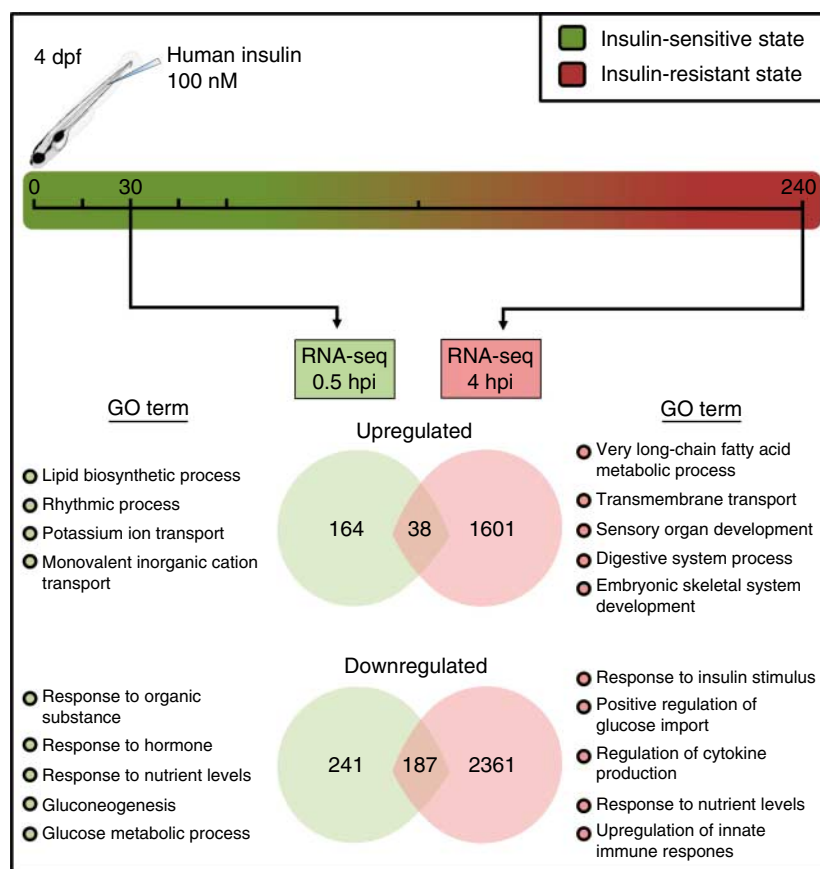 4 dpf
Human insulin
100 nM
Insulin-sensitive state
Insulin-resistant state
0
30
240
RNA-seq
0.5 hpi
RNA-seq
4 hpi
GO term
Lipid biosynthetic process
Rhythmic process
Potassium ion transport
Monovalent inorganic cation
transport
Upregulated
164
38
1601
GO term
Very long-chain fatty acid
metabolic process
Transmembrane transport
Sensory organ development
Digestive system process
Embryonic skeletal system
development
Response to organic
substance
Response to hormone
Response to nutrient levels
Gluconeogenesis
Glucose metabolic process
Downregulated
241
187
2361
Response to insulin stimulus
Positive regulation of
glucose import
Regulation of cytokine
production
Response to nutrient levels
Upregulation of innate
immune respones